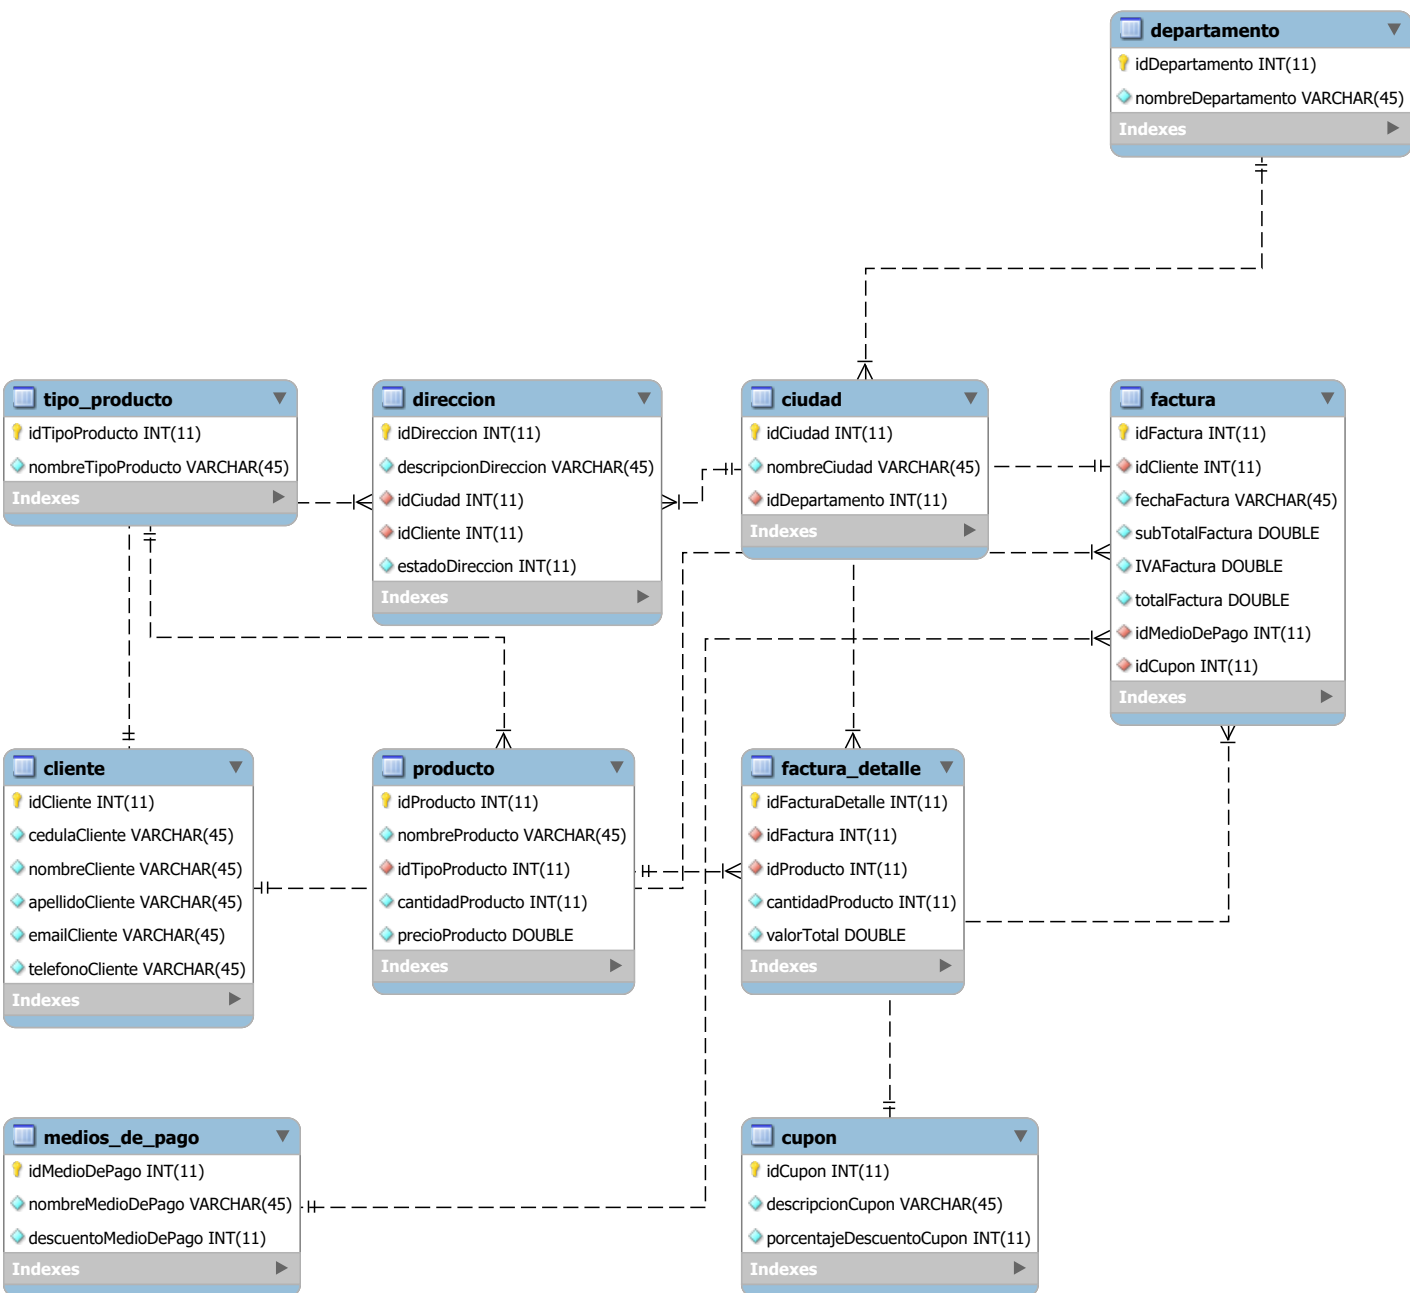 departamento
idDepartamento INT(11)
nombreDepartamento VARCHAR(45)
Indexes
tipo_producto
idTipoProducto INT(11)
nombreTipoProducto VARCHAR(45)
Indexes
direccion
idDireccion INT(11)
descripcionDireccion VARCHAR(45)
idCiudad INT(11)
idCliente INT(11)
estadoDireccion INT(11)
Indexes
ciudad
idCiudad INT(11)
nombreCiudad VARCHAR(45)
idDepartamento INT(11)
Indexes
factura
idFactura INT(11)
idCliente INT(11)
fechaFactura VARCHAR(45)
subTotalFactura DOUBLE
IVAFactura DOUBLE
totalFactura DOUBLE
idMedioDePago INT(11)
idCupon INT(11)
Indexes
cliente
idCliente INT(11)
cedulaCliente VARCHAR(45)
nombreCliente VARCHAR(45)
apellidoCliente VARCHAR(45)
emailCliente VARCHAR(45)
telefonoCliente VARCHAR(45)
Indexes
producto
idProducto INT(11)
nombreProducto VARCHAR(45)
idTipoProducto INT(11)
cantidadProducto INT(11)
precioProducto DOUBLE
Indexes
factura_detalle
idFacturaDetalle INT(11)
idFactura INT(11)
idProducto INT(11)
cantidadProducto INT(11)
valorTotal DOUBLE
Indexes
medios_de_pago
idMedioDePago INT(11)
nombreMedioDePago VARCHAR(45)
descuentoMedioDePago INT(11)
Indexes
cupon
idCupon INT(11)
descripcionCupon VARCHAR(45)
porcentajeDescuentoCupon INT(11)
Indexes